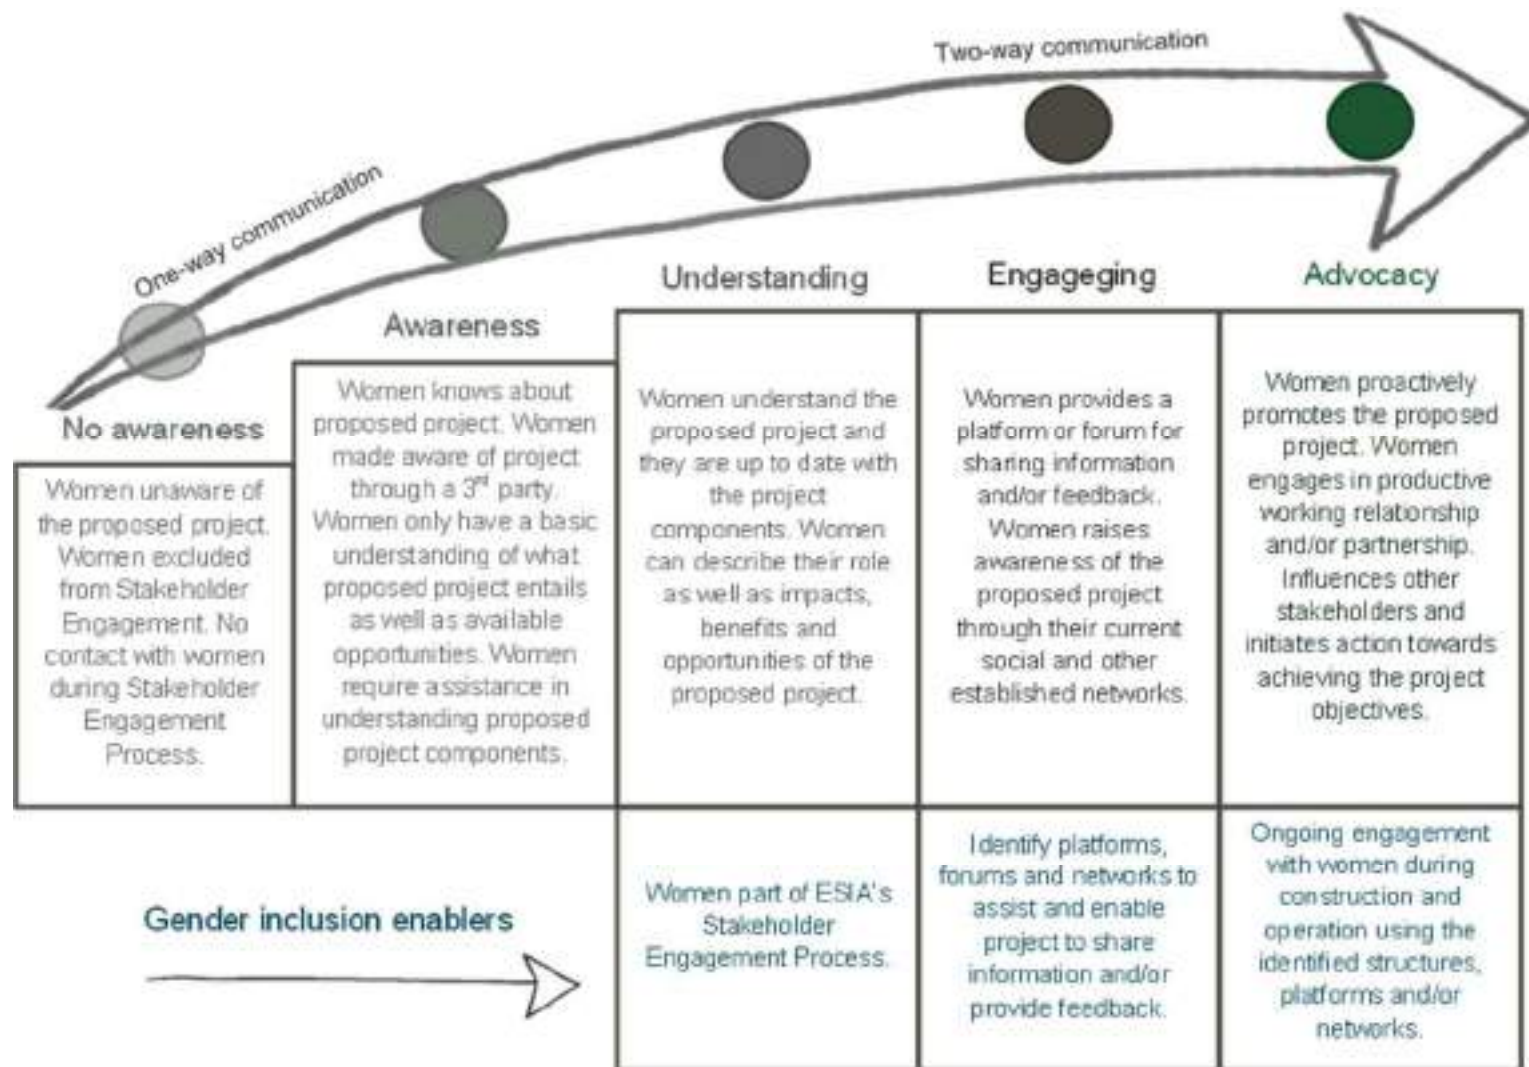 One-way communication
Two-way communication
No awareness
Women unaware of
the proposed project.
Women excluded
from Stakeholder
Engagement. No
contact with women
during Stakeholder
Engagement
Process.
Awareness
Women knows about
proposed project. Women
made aware of project
through a 3rd party.
Women only have a basic
understanding of what
proposed project entails
as well as available
opportunities. Women
require assistance in
understanding proposed
project components.
Understanding
Women understand the
proposed project and
they are up to date with
the project
components. Women
can describe their role
as well as impacts,
benefits and
opportunities of the
proposed project.
Engageging
Women provides a
platform or forum for
sharing information
and/or feedback.
Women raises
awareness of the
proposed project
through their current
social and other
established networks.
Advocacy
Women proactively
promotes the proposed
project. Women
engages in productive
working relationship
and/or partnership.
Influences other
stakeholders and
initiates action towards
achieving the project
objectives.
Gender inclusion enablers
Women part of ESIA's
Stakeholder
Engagement Process.
Identify platforms,
forums and networks to
assist and enable
project to share
information and/or
provide feedback.
Ongoing engagement
with women during
construction and
operation using the
identified structures,
platforms and/or
networks.